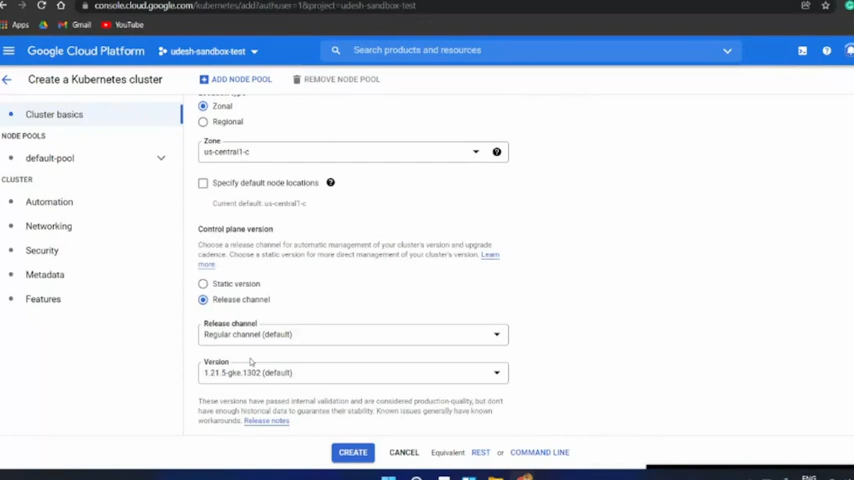 console.cloud.google.com/kubernetes/add?authuser=1&project=udesh-sandbox-test
Apps
Gmail
YouTube
Google Cloud Platform
udesh-sandbox-test
Search products and resources
Create a Kubernetes cluster
ADD NODE POOL
REMOVE NODE POOL
Cluster basics
NODE POOLS
default-pool
CLUSTER
Automation
Networking
Security
Metadata
Features
Location type
Zonal
Regional
Zone
us-central1-c
Specify default node locations
Current default: us-central1-c
Control plane version
Choose a release channel for automatic management of your cluster's version and upgrade
cadence. Choose a static version for more direct management of your cluster's version. Learn
more.
Static version
Release channel
Release channel
Regular channel (default)
Version
1.21.5-gke.1302 (default)
These versions have passed internal validation and are considered production-quality, but don't
have enough historical data to guarantee their stability. Known issues generally have known
workarounds. Release notes
CREATE
CANCEL
Equivalent REST or COMMAND LINE
ENG